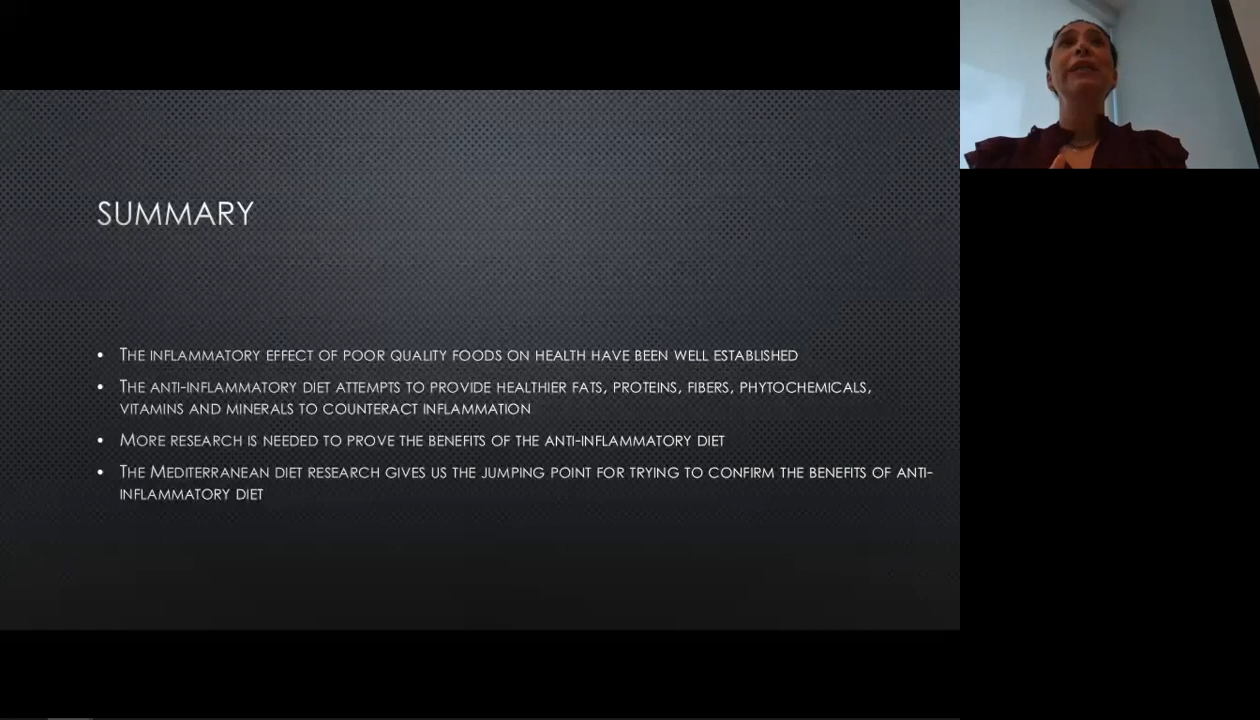 SUMMARY
• THE INFLAMMATORY EFFECT OF POOR QUALITY FOODS ON HEALTH HAVE BEEN WELL ESTABLISHED
• THE ANTI-INFLAMMATORY DIET ATTEMPTS TO PROVIDE HEALTHIER FATS, PROTEINS, FIBERS, PHYTOCHEMICALS,
VITAMINS AND MINERALS TO COUNTERACT INFLAMMATION
• MORE RESEARCH IS NEEDED TO PROVE THE BENEFITS OF THE ANTI-INFLAMMATORY DIET
• THE MEDITERRANEAN DIET RESEARCH GIVES US THE JUMPING POINT FOR TRYING TO CONFIRM THE BENEFITS OF ANTI-
INFLAMMATORY DIET